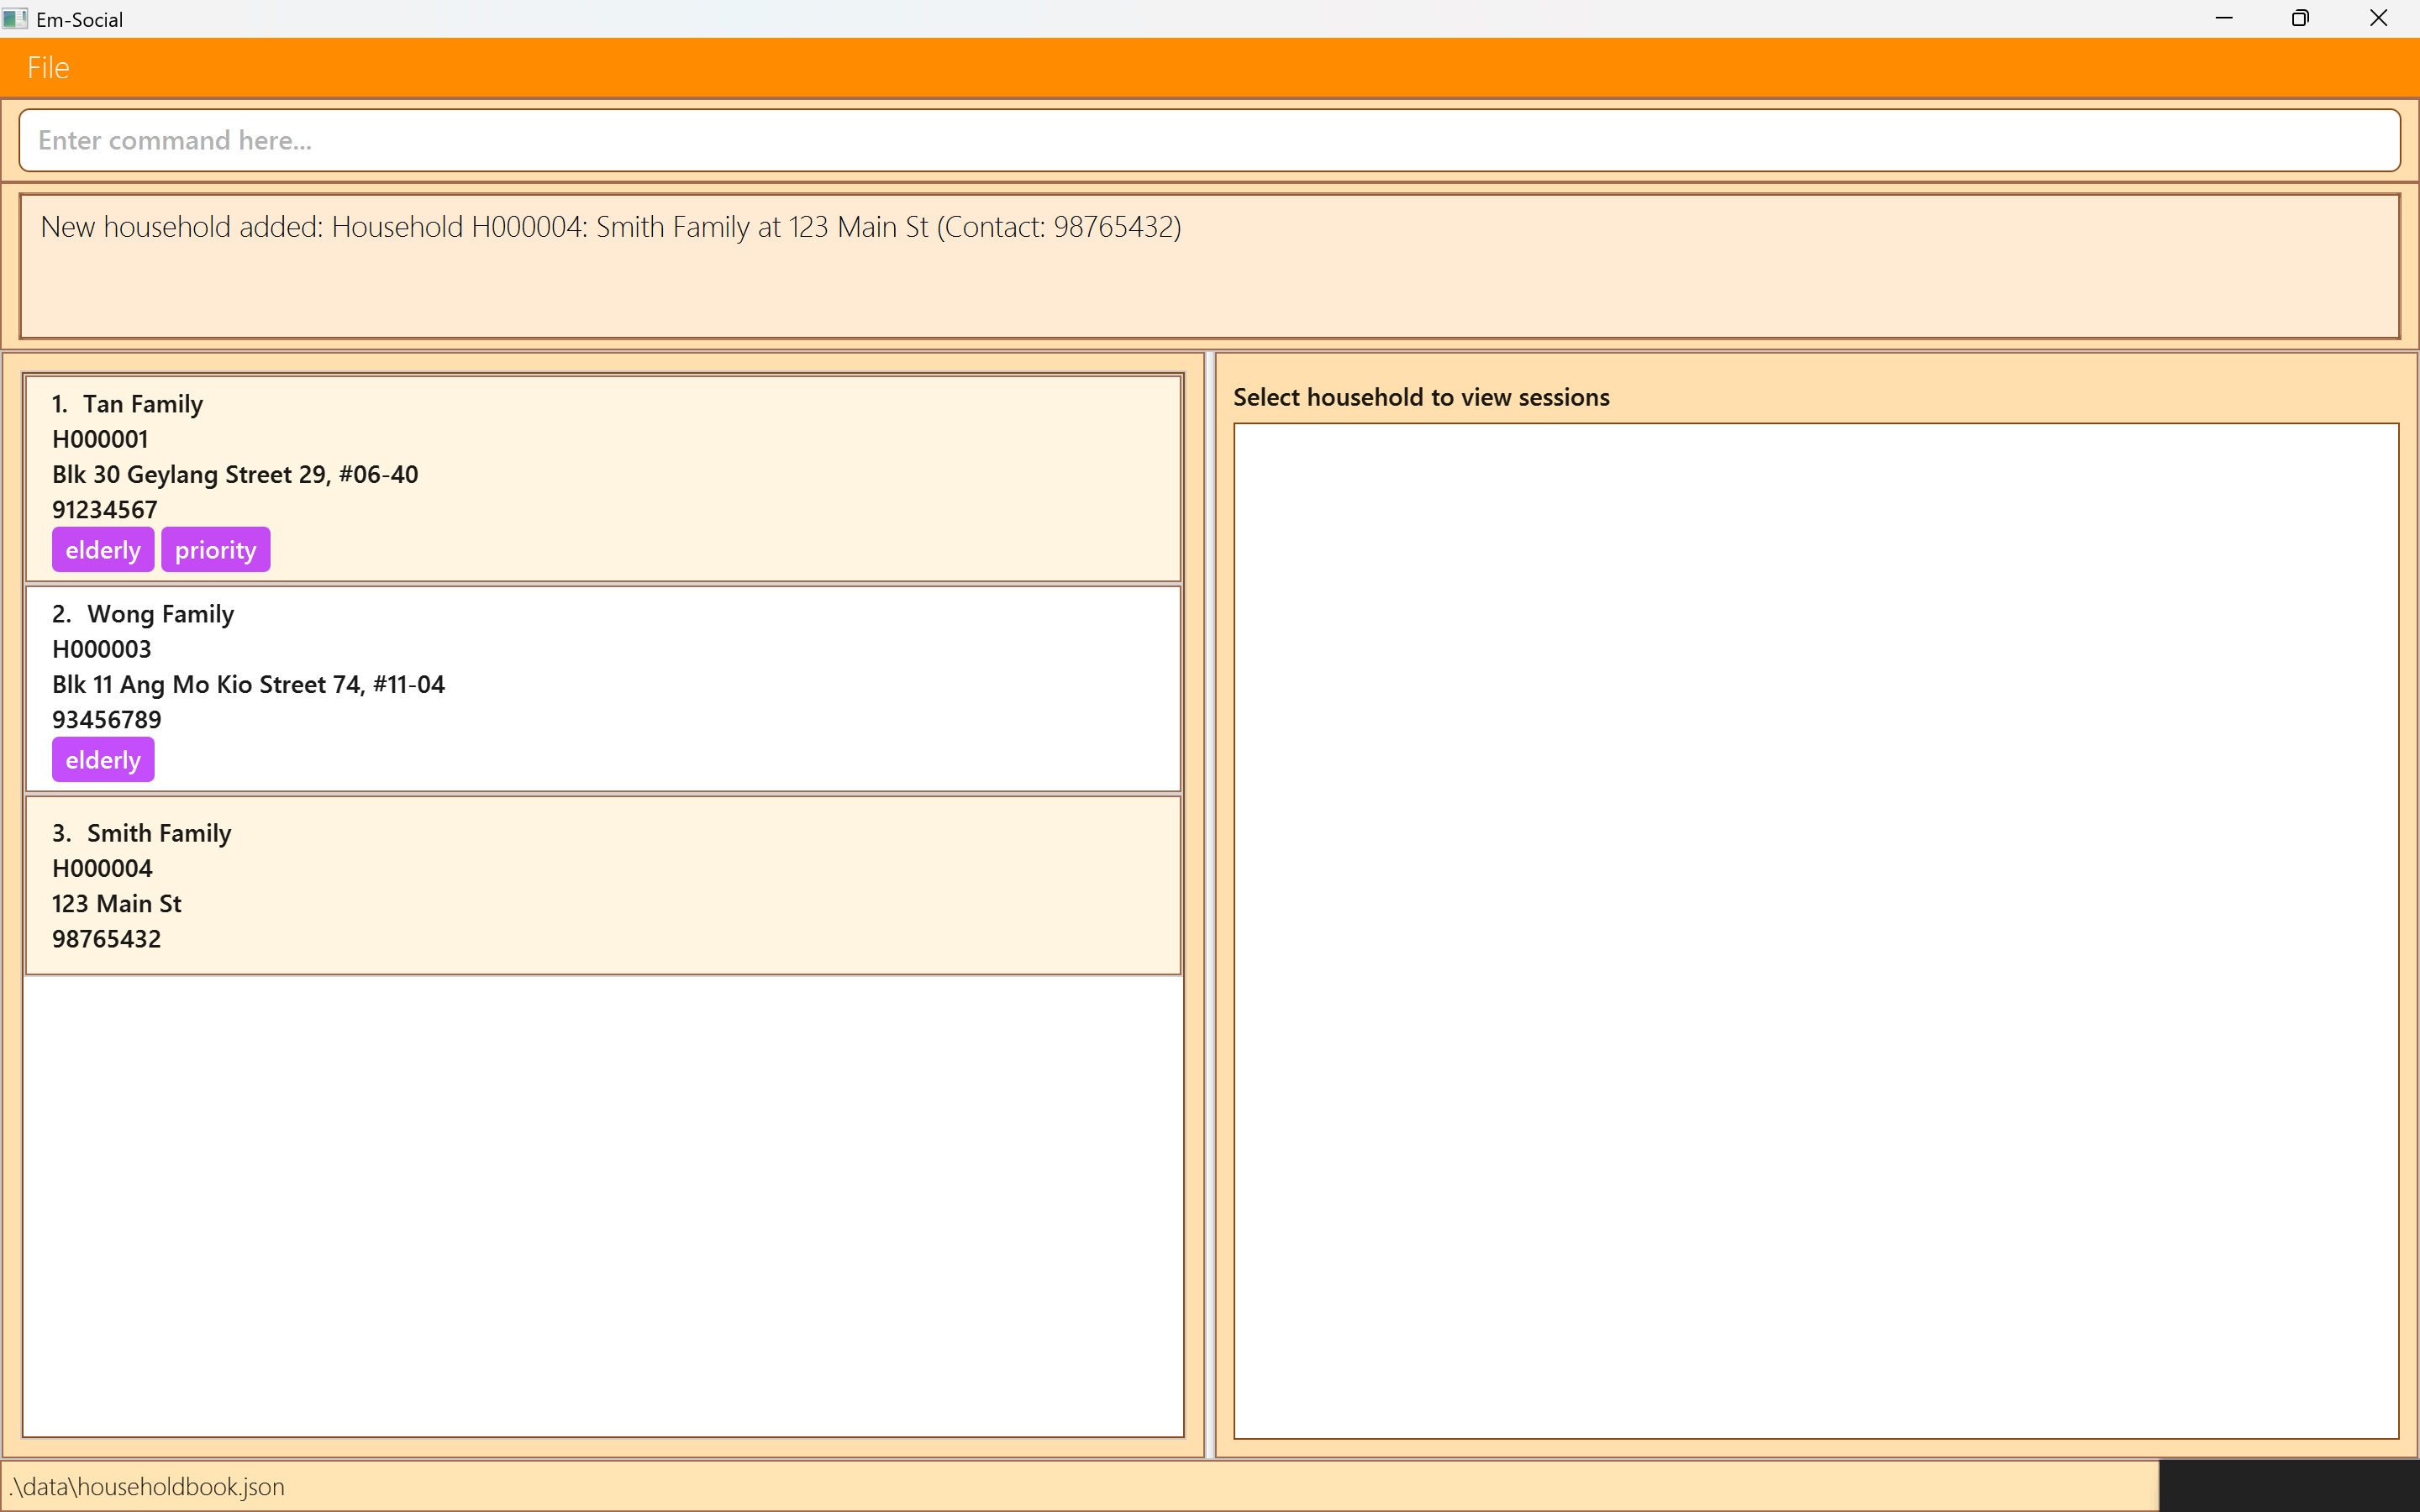 Em-Social
File
Enter command here...
New household added: Household H000004: Smith Family at 123 Main St (Contact: 98765432)
1. Tan Family
H000001
Blk 30 Geylang Street 29, #06-40
91234567
elderly priority
2. Wong Family
H000003
Blk 11 Ang Mo Kio Street 74, #11-04
93456789
elderly
3. Smith Family
H000004
123 Main St
98765432
Select household to view sessions
.\data\householdbook.json